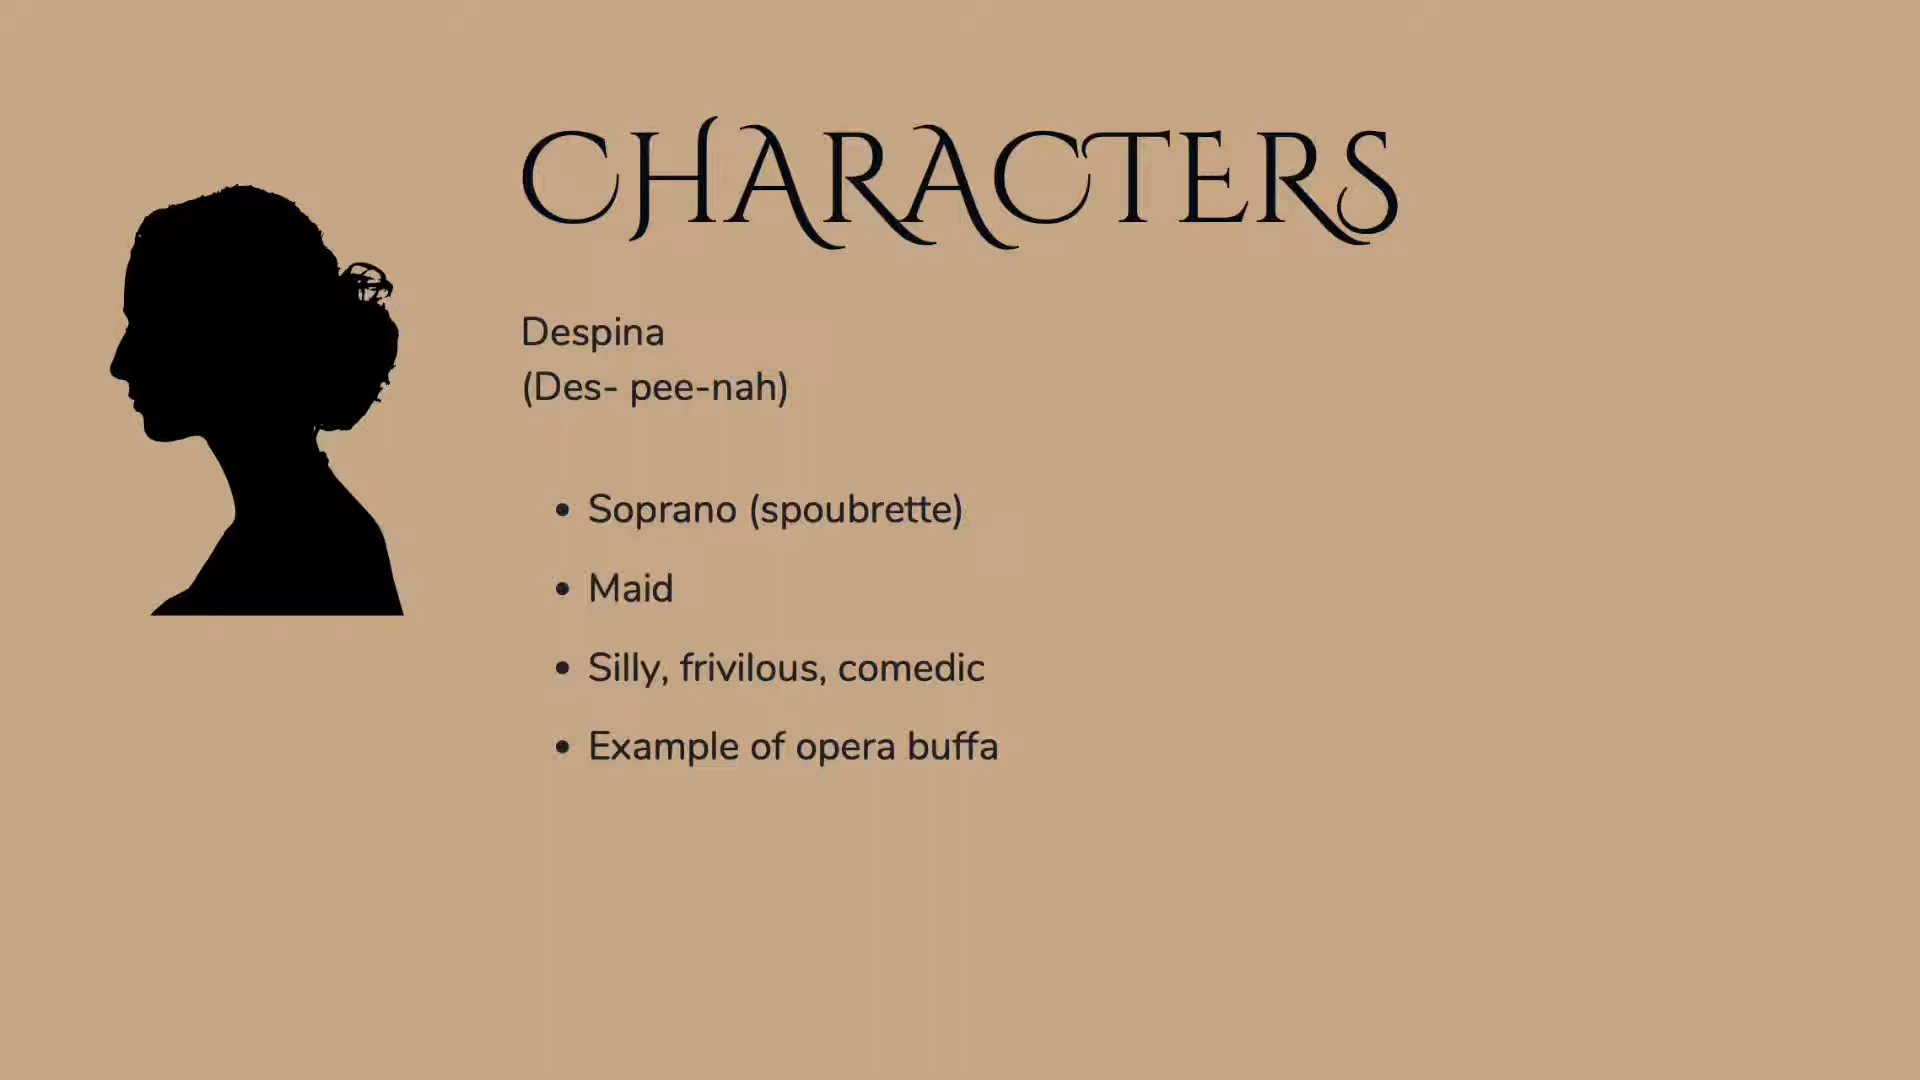 CHARACTERS
Despina
(Des- pee-nah)
• Soprano (spoubrette)
• Maid
• Silly, frivilous, comedic
• Example of opera buffa